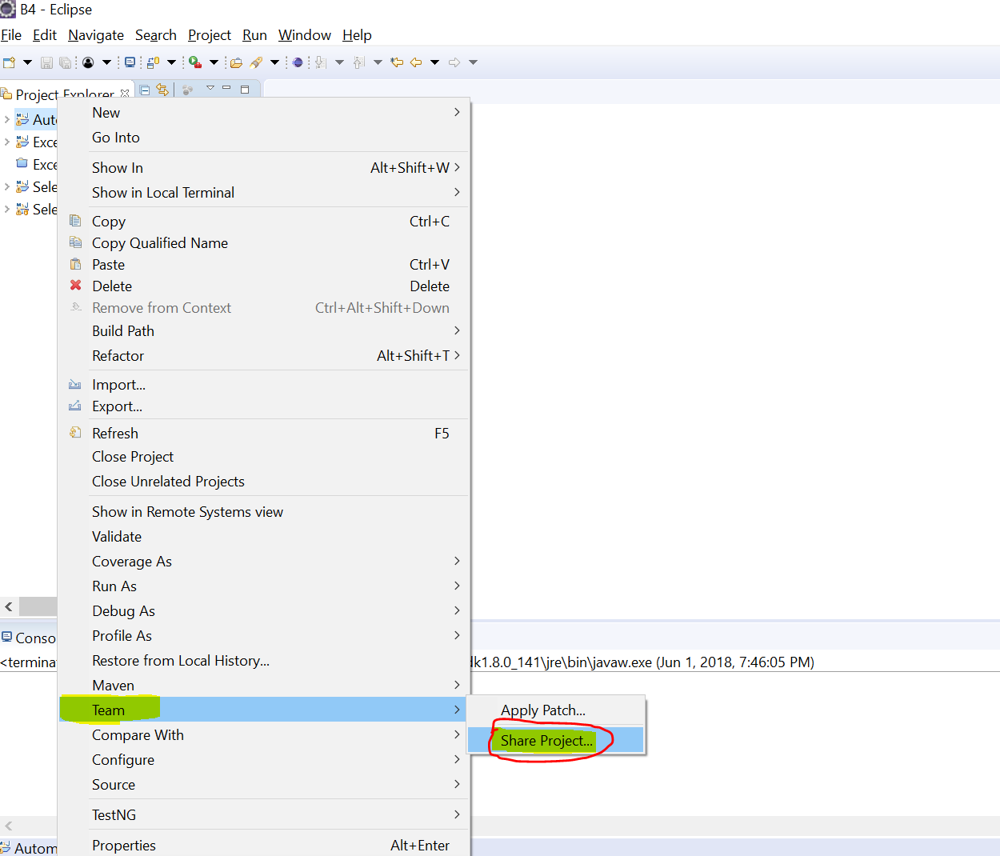 B4 - Eclipse
File Edit Navigate Search Project Run Window Help
Project Explorer
Aut
Exce
Exce
Sele
Sele
New
Go Into
Show In Alt+Shift+W
Show in Local Terminal
Copy Ctrl+C
Copy Qualified Name
Paste Ctrl+V
Delete Delete
Remove from Context Ctrl+Alt+Shift+Down
Build Path
Refactor Alt+Shift+T
Import...
Export...
Refresh F5
Close Project
Close Unrelated Projects
Show in Remote Systems view
Validate
Coverage As
Run As
Debug As
Profile As
Restore from Local History...
Maven
Team
Compare With
Configure
Source
TestNG
Properties Alt+Enter
Apply Patch...
Share Project...
Conso
<termina dk1.8.0_141\jre\bin\javaw.exe (Jun 1, 2018, 7:46:05 PM)
Autom